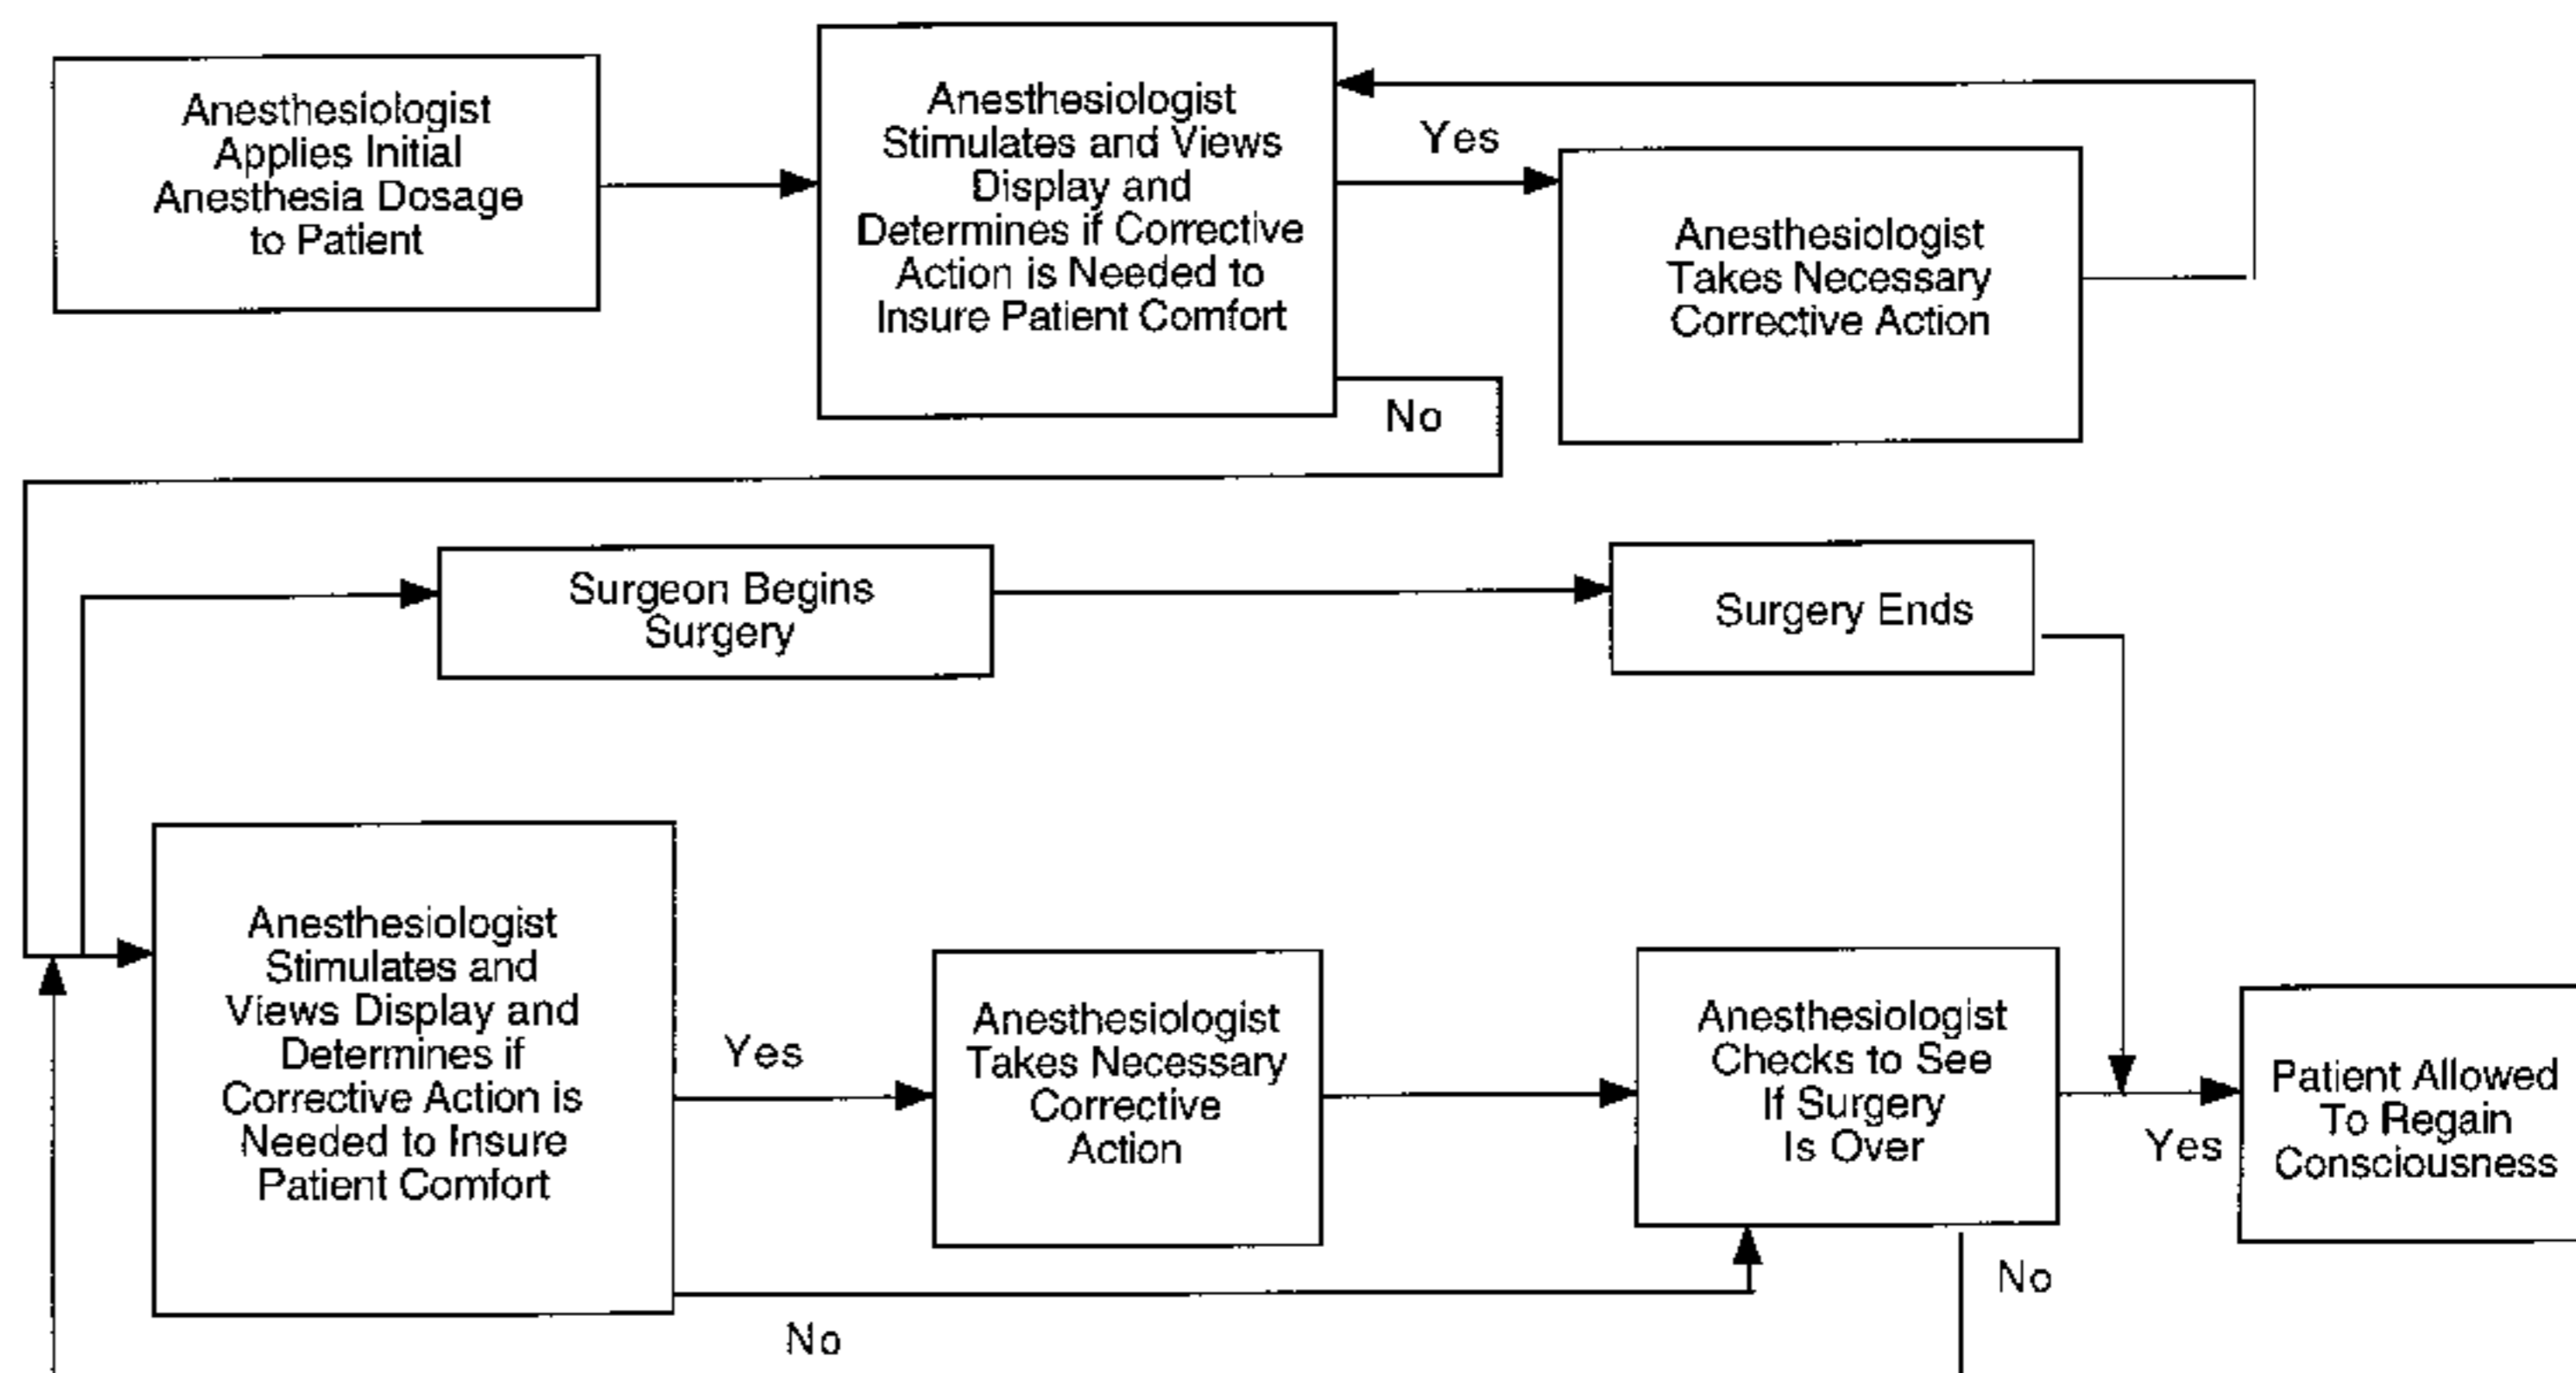 Anesthesiologist
Applies Initial
Anesthesia Dosage
to Patient
Anesthesiologist
Stimulates and Views
Display and
Determines if Corrective
Action is Needed to
Insure Patient Comfort
Yes
Anesthesiologist
Takes Necessary
Corrective Action
No
Surgeon Begins
Surgery
Surgery Ends
Anesthesiologist
Stimulates and
Views Display and
Determines if
Corrective Action is
Needed to Insure
Patient Comfort
Yes
Anesthesiologist
Takes Necessary
Corrective
Action
Anesthesiologist
Checks to See
If Surgery
Is Over
Yes
Patient Allowed
To Regain
Consciousness
No
No